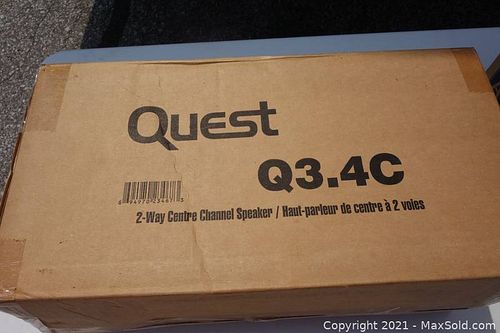 Quest
Q3.4C
2-Way Centre Channel Speaker / Haut-parleur de centre à 2 voies
Copyright 2021 - MaxSold.com